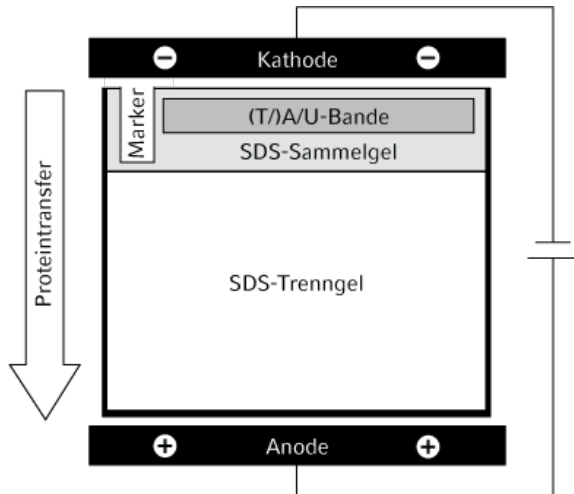 − Kathode −
Marker
(T/)A/U-Bande
SDS-Sammelgel
Proteintransfer
SDS-Trenngel
+ Anode +